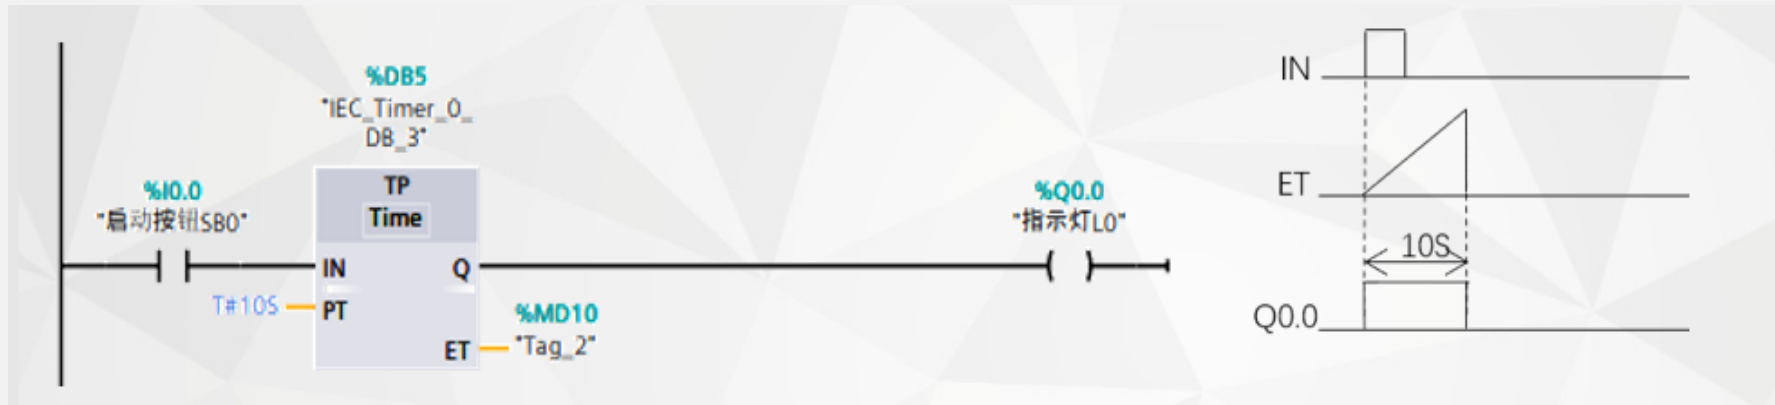 %DB5
"IEC_Timer_0_
DB_3"
%I0.0
"启动按钮SB0"
TP
Time
IN
Q
T#10S
PT
%MD10
ET
"Tag_2"
%Q0.0
"指示灯L0"
IN
ET
10S
Q0.0